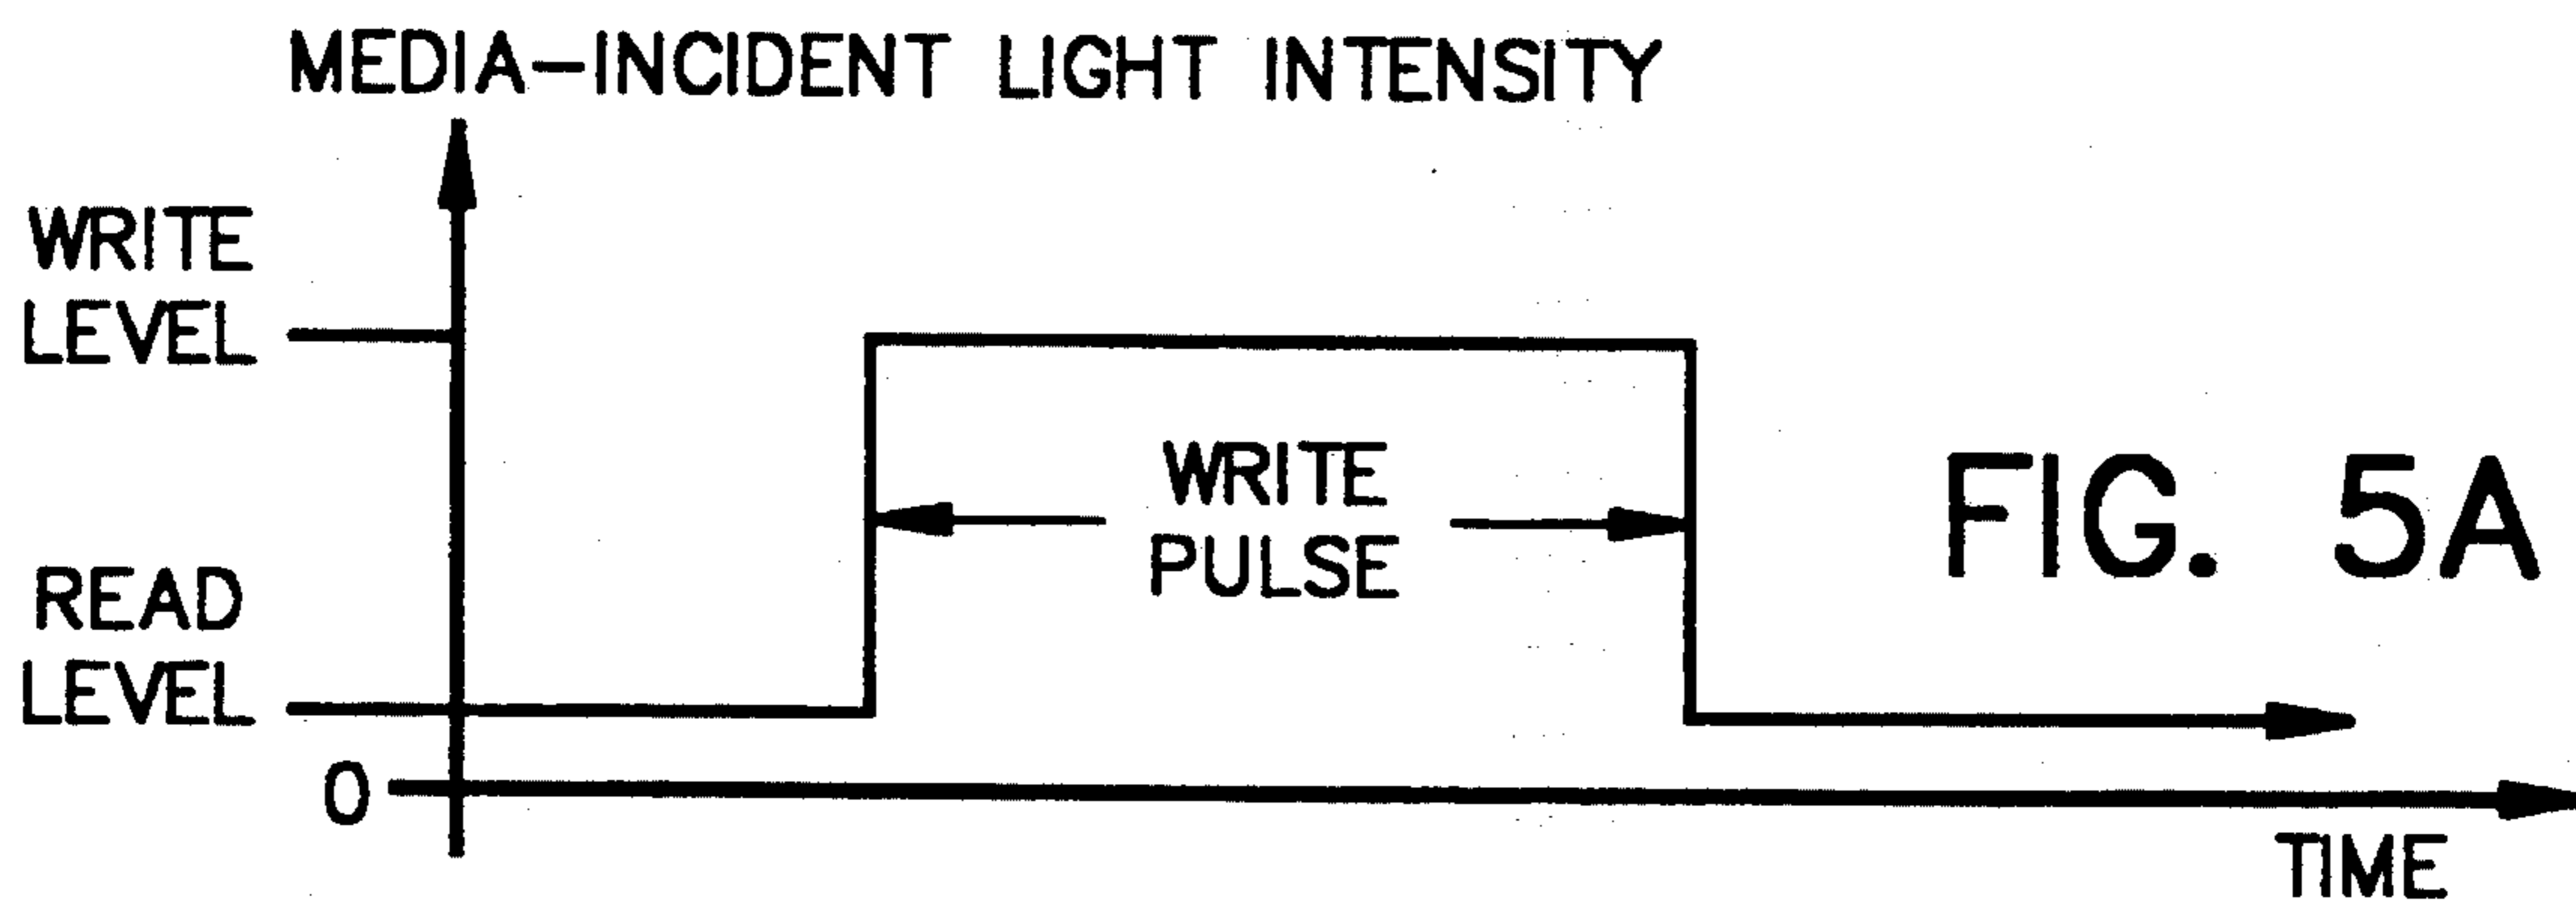 MEDIA-INCIDENT LIGHT INTENSITY
WRITE
LEVEL
WRITE
PULSE
FIG. 5A
READ
LEVEL
0
TIME